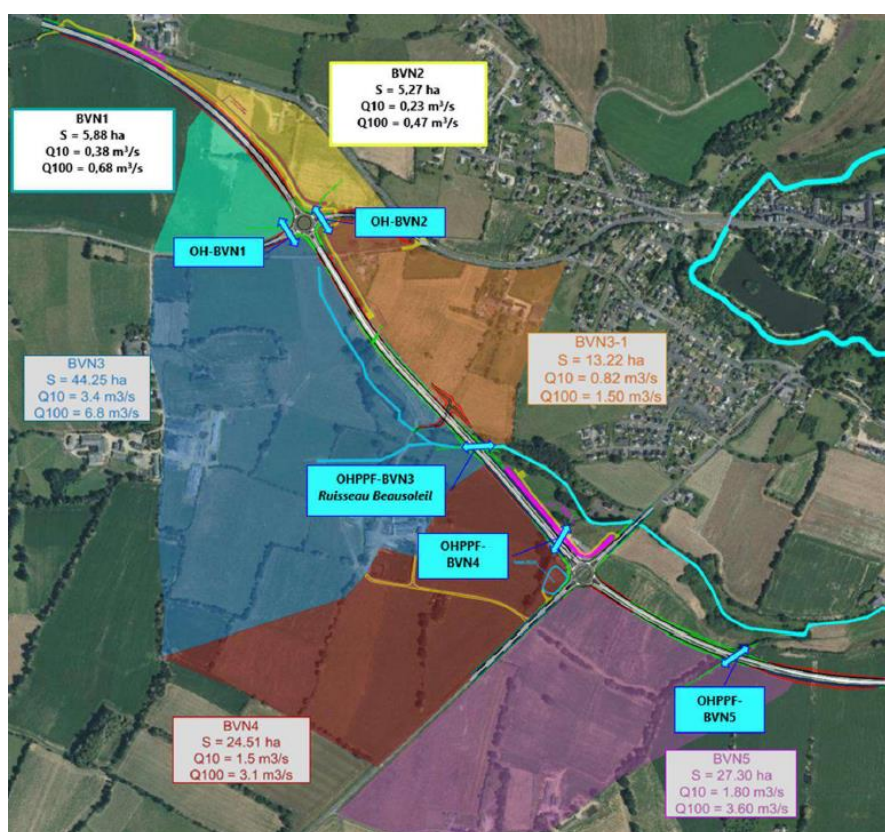 BVN1
S = 5,88 ha
Q10 = 0,38 m³/s
Q100 = 0,68 m³/s
BVN2
S = 5,27 ha
Q10 = 0,23 m³/s
Q100 = 0,47 m³/s
OH-BVN1
OH-BVN2
BVN3
S = 44.25 ha
Q10 = 3.4 m3/s
Q100 = 6.8 m3/s
BVN3-1
S = 13.22 ha
Q10 = 0.82 m3/s
Q100 = 1.50 m3/s
OHPPF-BVN3
Ruisseau Beausoleil
OHPPF-
BVN4
OHPPF-
BVN5
BVN4
S = 24.51 ha
Q10 = 1.5 m3/s
Q100 = 3.1 m3/s
BVN5
S = 27.30 ha
Q10 = 1.80 m3/s
Q100 = 3.60 m3/s